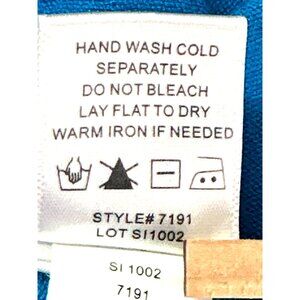 HAND WASH COLD
SEPARATELY
DO NOT BLEACH
LAY FLAT TO DRY
WARM IRON IF NEEDED
STYLE# 7191
LOT SI1002
SI 1002
7191